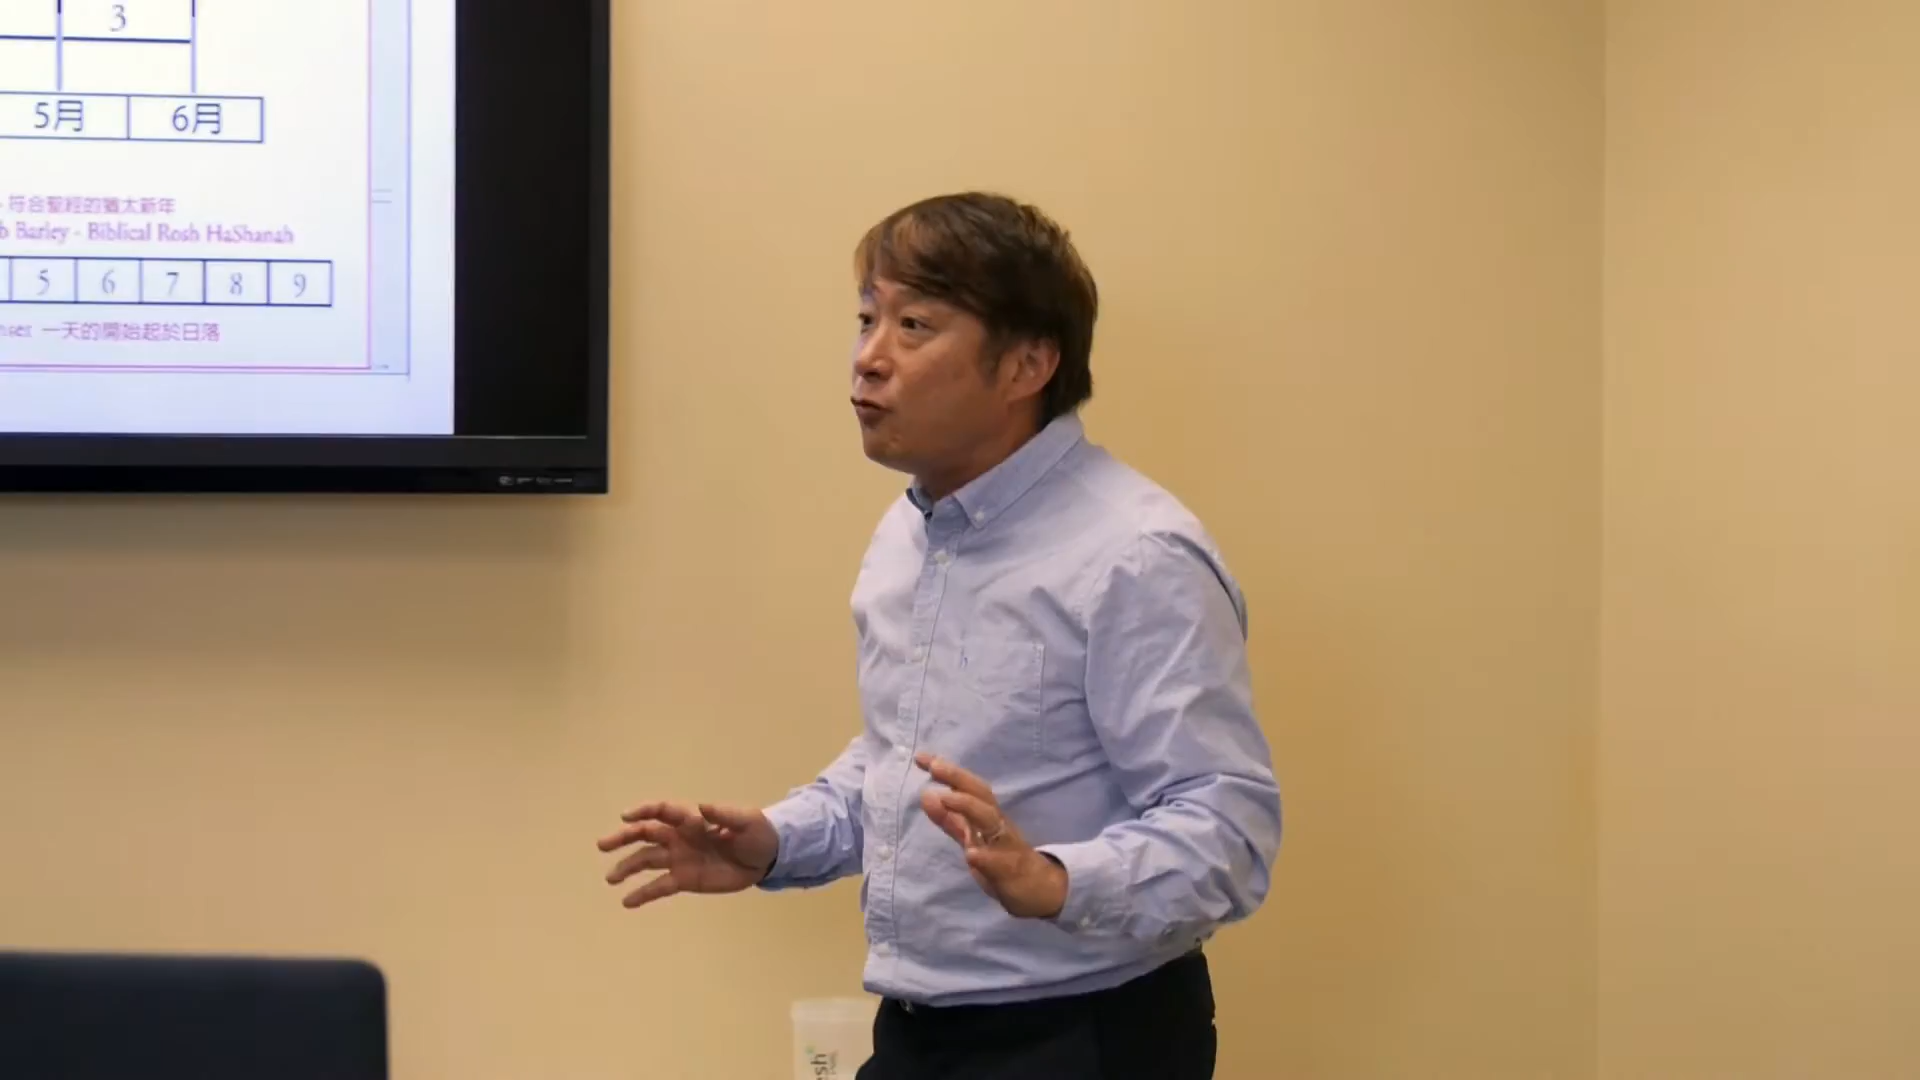 3
5月 6月
符合聖經的猶太新年
Barley - Biblical Rosh HaShanah
5 6 7 8 9
一天的開始起於日落
esh